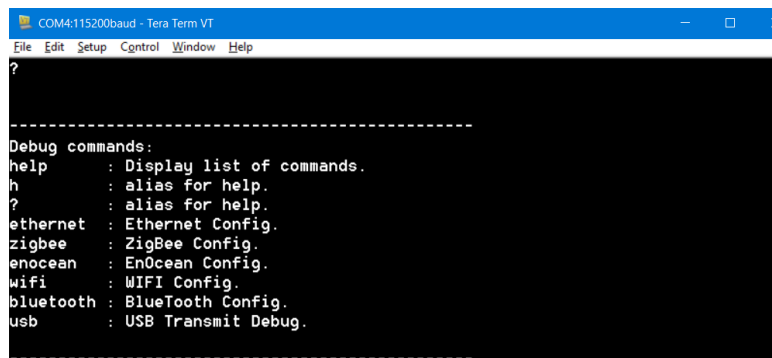 COM4:115200baud - Tera Term VT
File Edit Setup Control Window Help
?
------------------------------------------------
Debug commands:
help : Display list of commands.
h : alias for help.
? : alias for help.
ethernet : Ethernet Config.
zigbee : ZigBee Config.
enocean : EnOcean Config.
wifi : WIFI Config.
bluetooth : BlueTooth Config.
usb : USB Transmit Debug.
------------------------------------------------